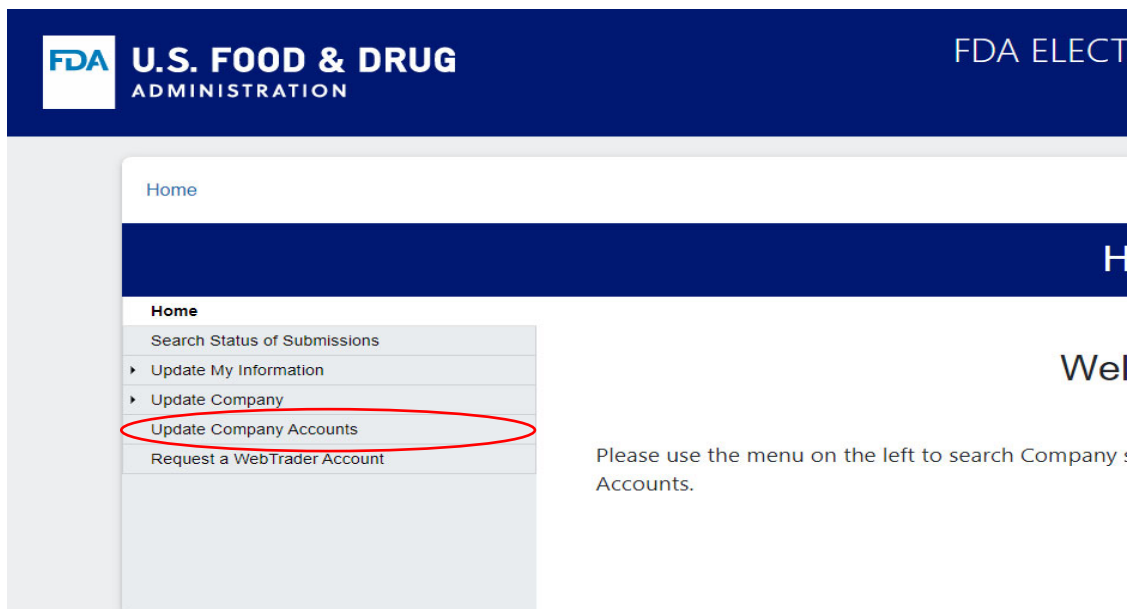 FDA U.S. FOOD & DRUG
ADMINISTRATION
FDA ELECT
Home
H
Home
Search Status of Submissions
Update My Information
Update Company
Update Company Accounts
Request a WebTrader Account
Wel
Please use the menu on the left to search Company s
Accounts.